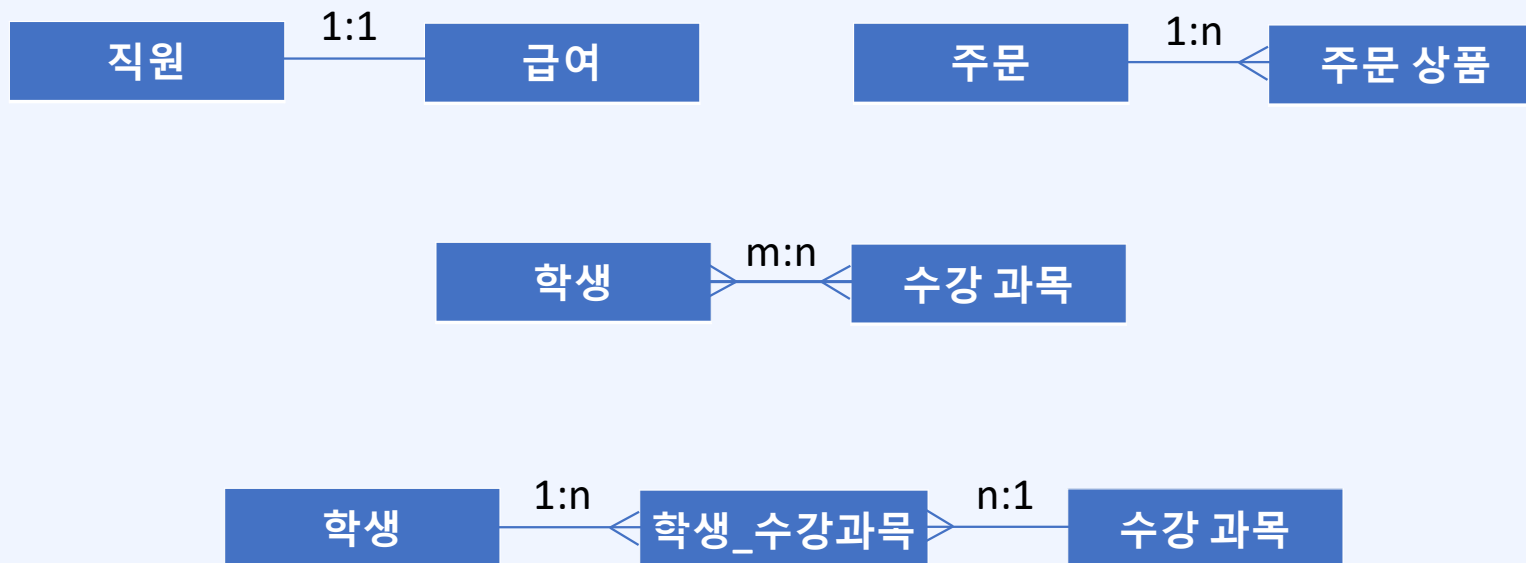 직원 1:1 급여
주문 1:n 주문 상품
학생 m:n 수강 과목
학생 1:n 학생_수강과목 n:1 수강 과목